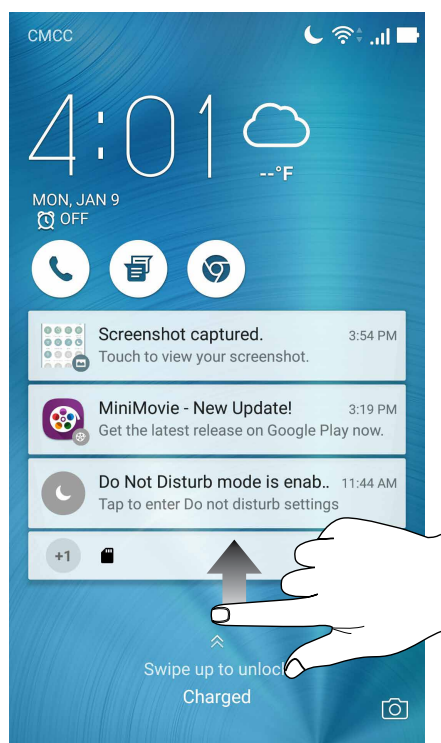 CMCC
4:01
--°F
MON, JAN 9
OFF
Screenshot captured. 3:54 PM
Touch to view your screenshot.
MiniMovie - New Update! 3:19 PM
Get the latest release on Google Play now.
Do Not Disturb mode is enab.. 11:44 AM
Tap to enter Do not disturb settings
+1
Swipe up to unloc
Charged